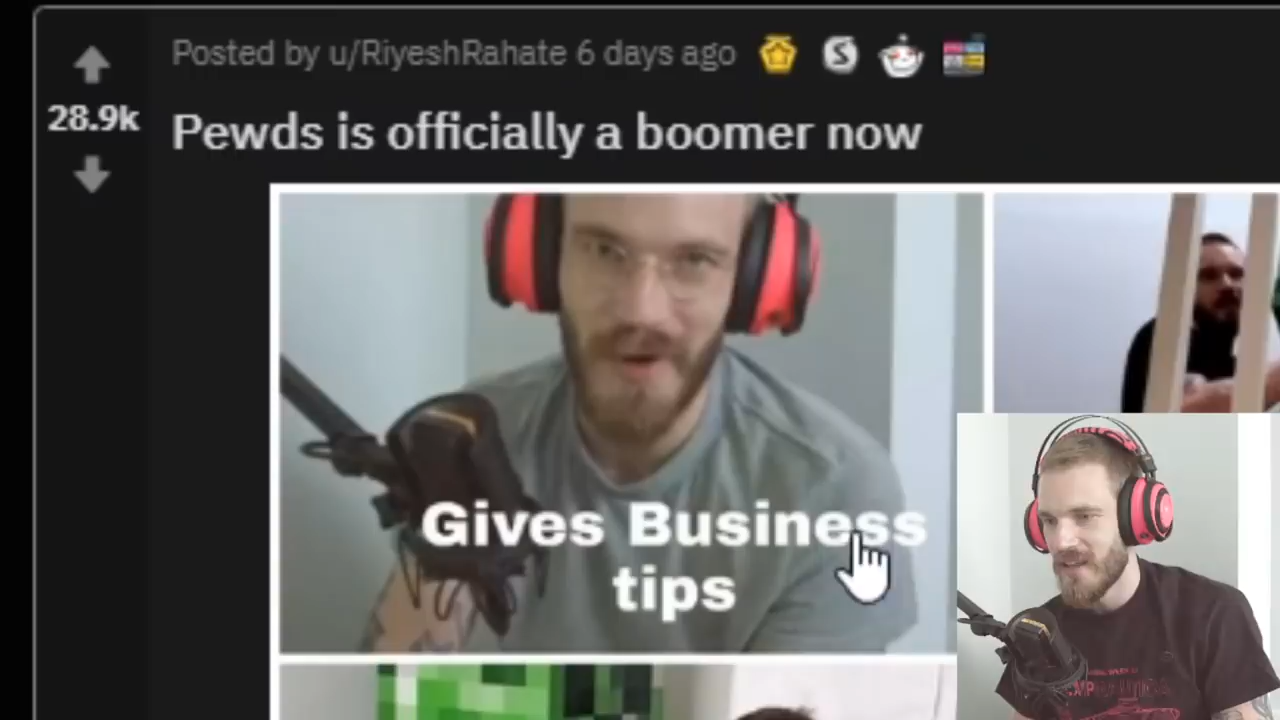 Posted by u/RiyeshRahate 6 days ago
28.9k
Pewds is officially a boomer now
Gives Business
tips